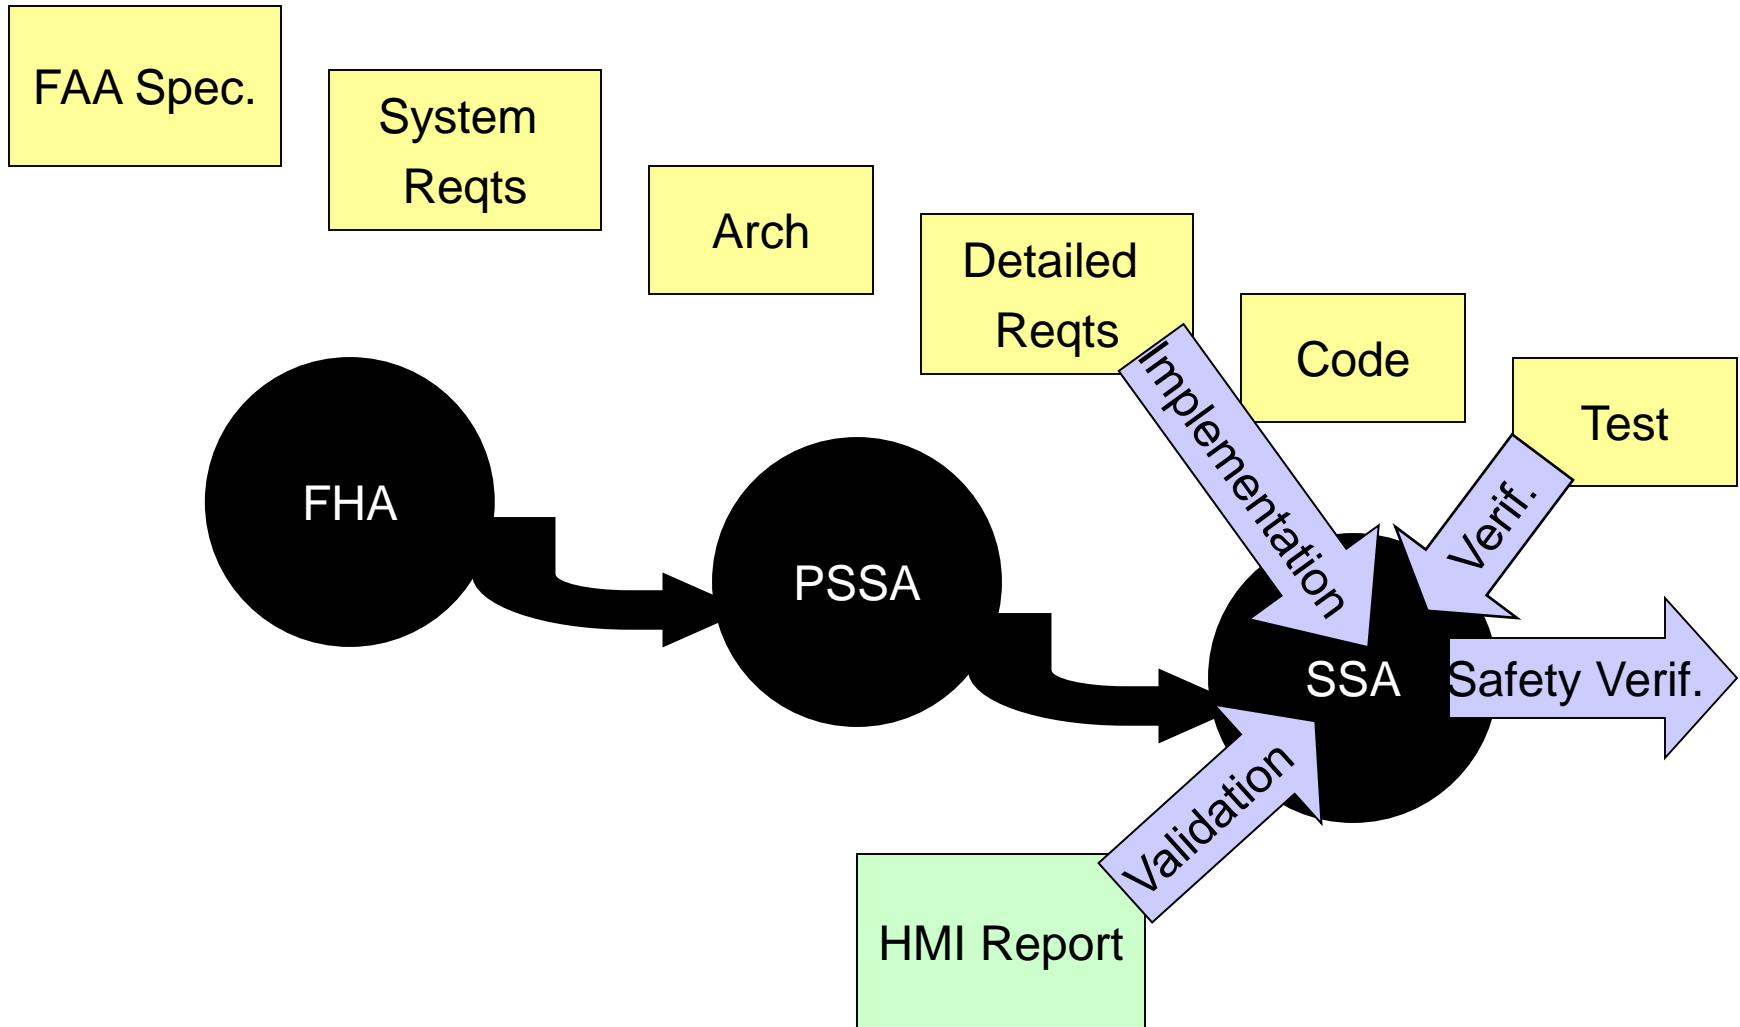 FAA Spec.
System
Reqts
Arch
Detailed
Reqts
Code
Test
Implementation
Verif.
FHA
PSSA
SSA
Safety Verif.
Validation
HMI Report